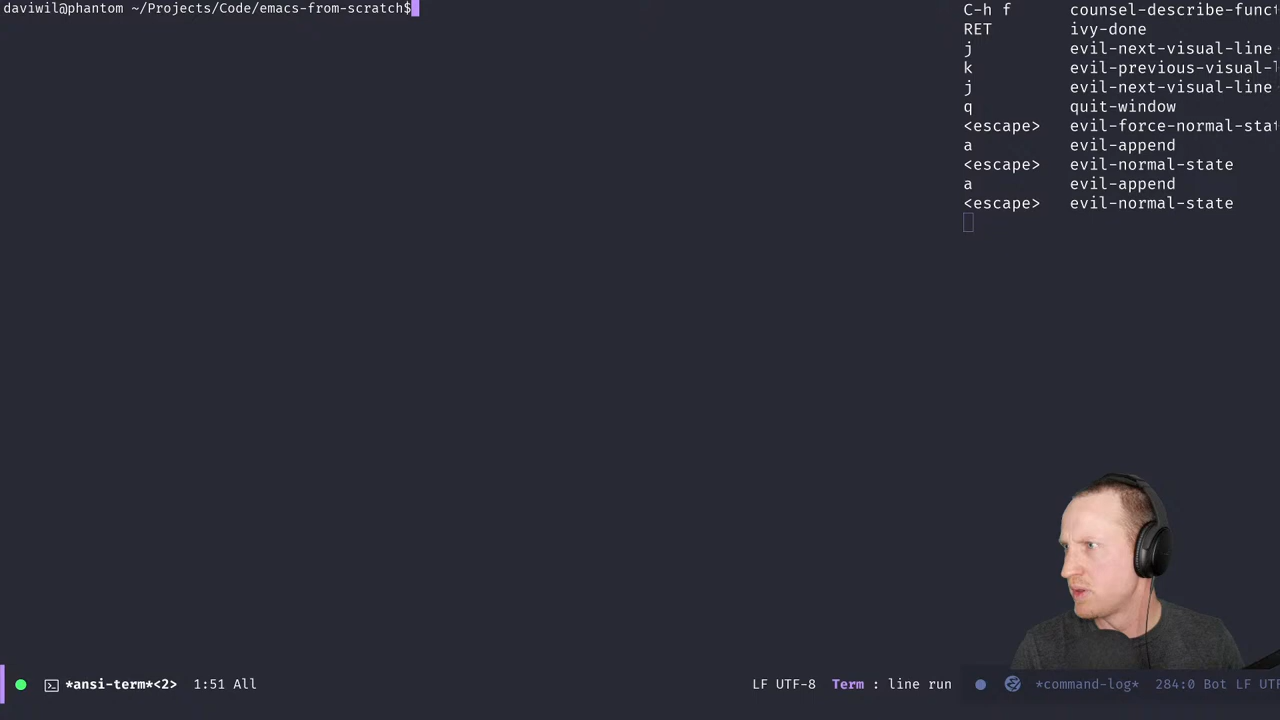 daviwil@phantom ~/Projects/Code/emacs-from-scratch$
C-h f counsel-describe-funct
RET ivy-done
j evil-next-visual-line
k evil-previous-visual-l
j evil-next-visual-line
q quit-window
<escape> evil-force-normal-stat
a evil-append
<escape> evil-normal-state
a evil-append
<escape> evil-normal-state
*ansi-term*<2> 1:51 All LF UTF-8 Term : line run
*command-log* 284:0 Bot LF UTF